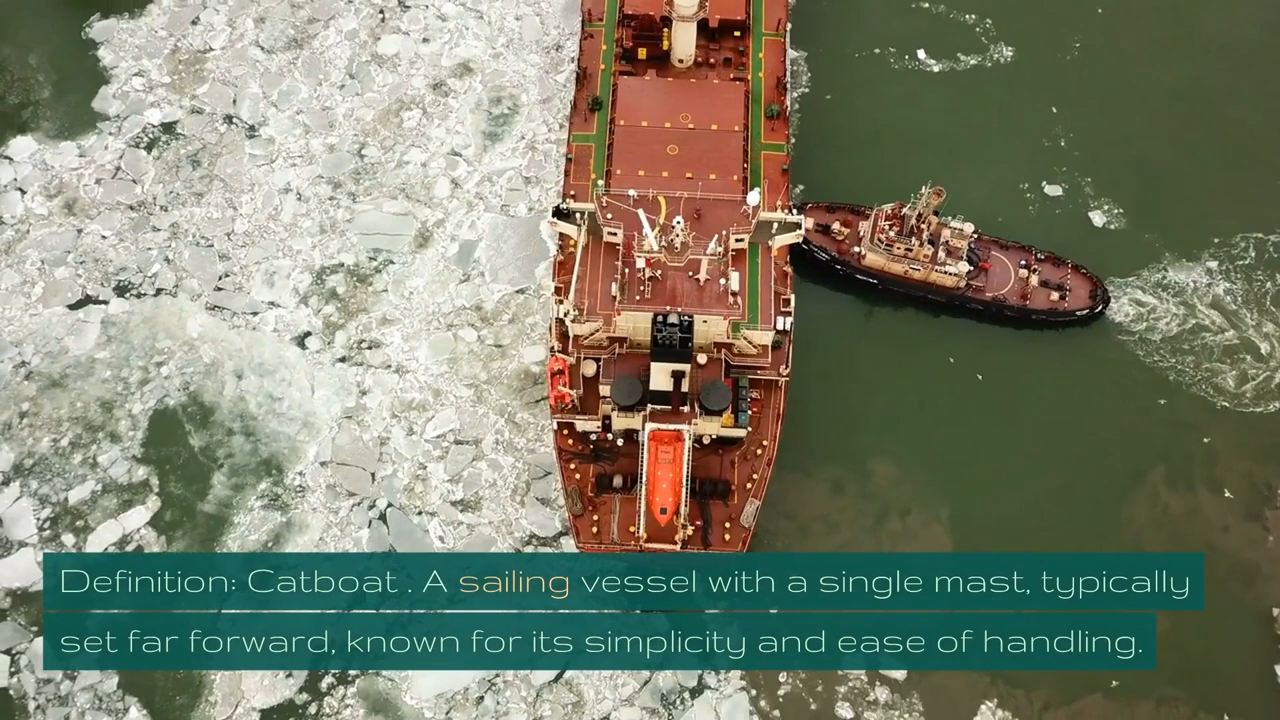 Definition: Catboat . A sailing vessel with a single mast, typically
set far forward, known for its simplicity and ease of handling.